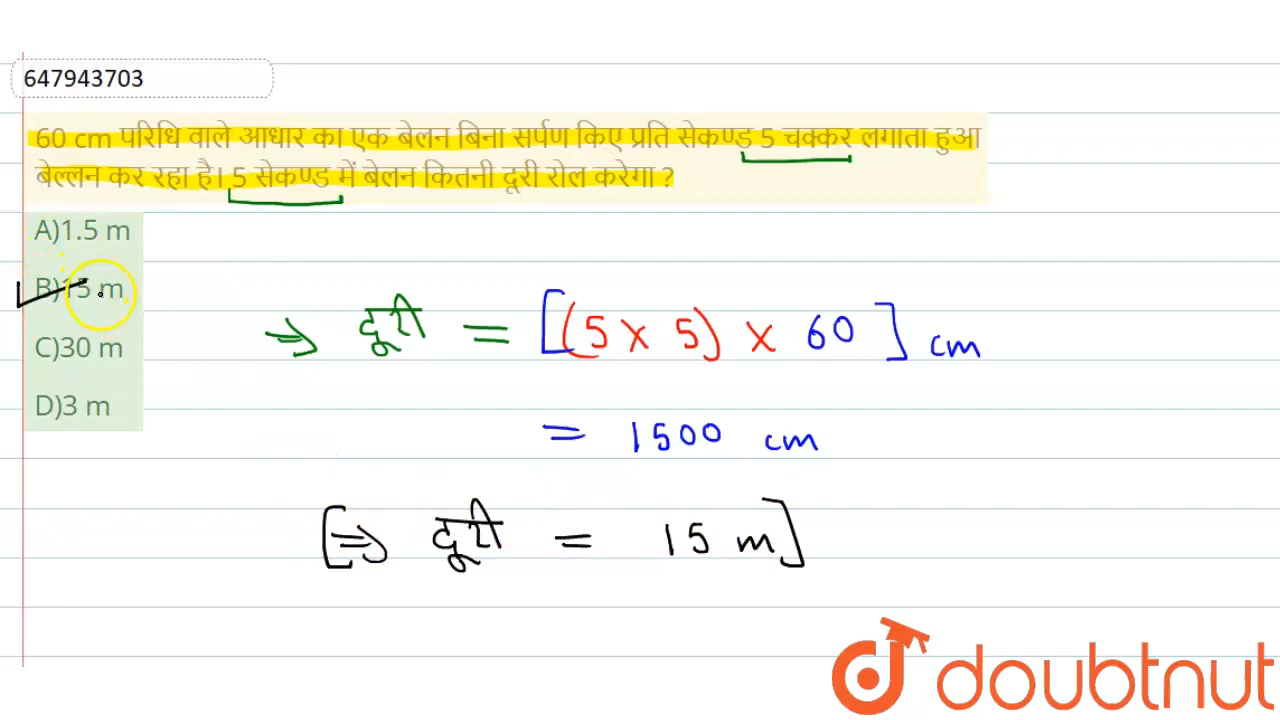 647943703
60 cm परिधि वाले आधार का एक बेलन बिना सर्पण किए प्रति सेकण्ड 5 चक्कर लगाता हुआ
बेल्लन कर रहा है। 5 सेकण्ड में बेलन कितनी दूरी रोल करेगा ?
A)1.5 m
B)15 m
C)30 m
D)3 m
⇒ दूरी = [(5 x 5) x 60] cm
= 1500 cm
[⇒ दूरी = 15 m]
doubtnut